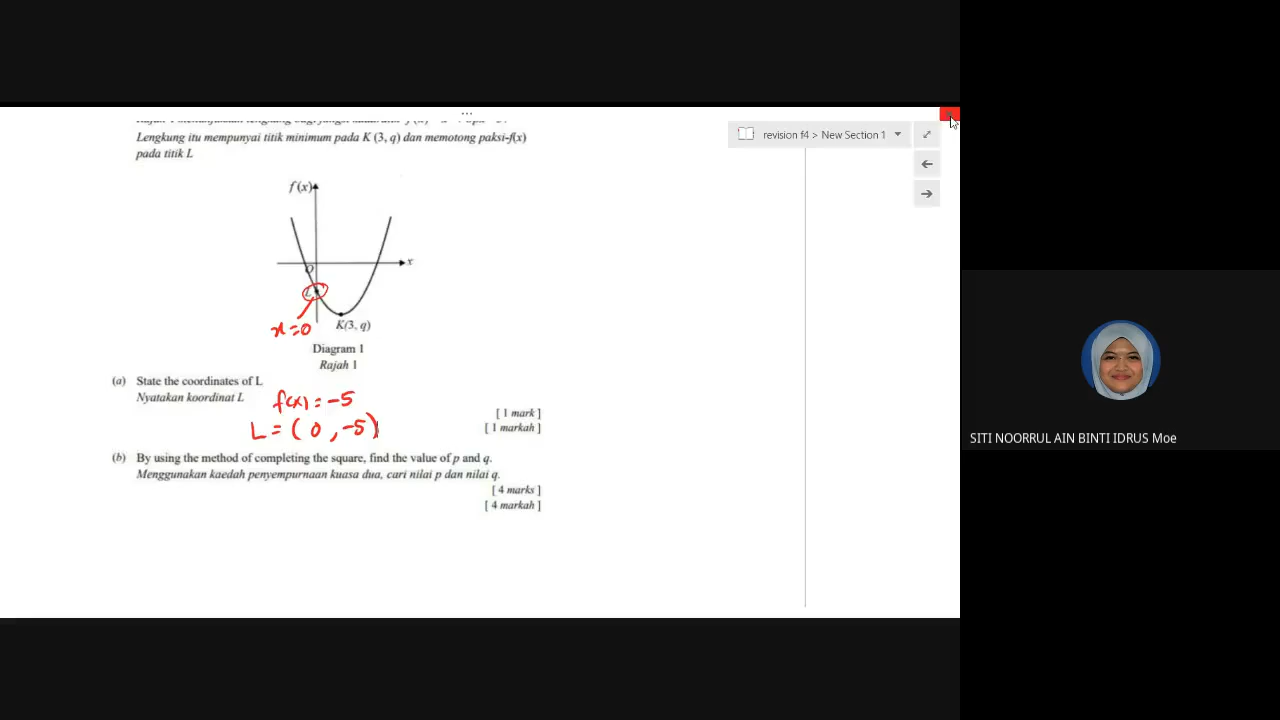 ...
Lengkung itu mempunyai titik minimum pada K (3, q) dan memotong paksi-f(x)
pada titik L
revision f4 > New Section 1
f(x)
x
O
L
x=0
K(3, q)
Diagram 1
Rajah 1
(a) State the coordinates of L
Nyatakan koordinat L
f(x) = -5
[ 1 mark ]
L = ( 0 , -5)
[ 1 markah ]
(b) By using the method of completing the square, find the value of p and q.
Menggunakan kaedah penyempurnaan kuasa dua, cari nilai p dan nilai q.
[ 4 marks ]
[ 4 markah ]
SITI NOORRUL AIN BINTI IDRUS Moe